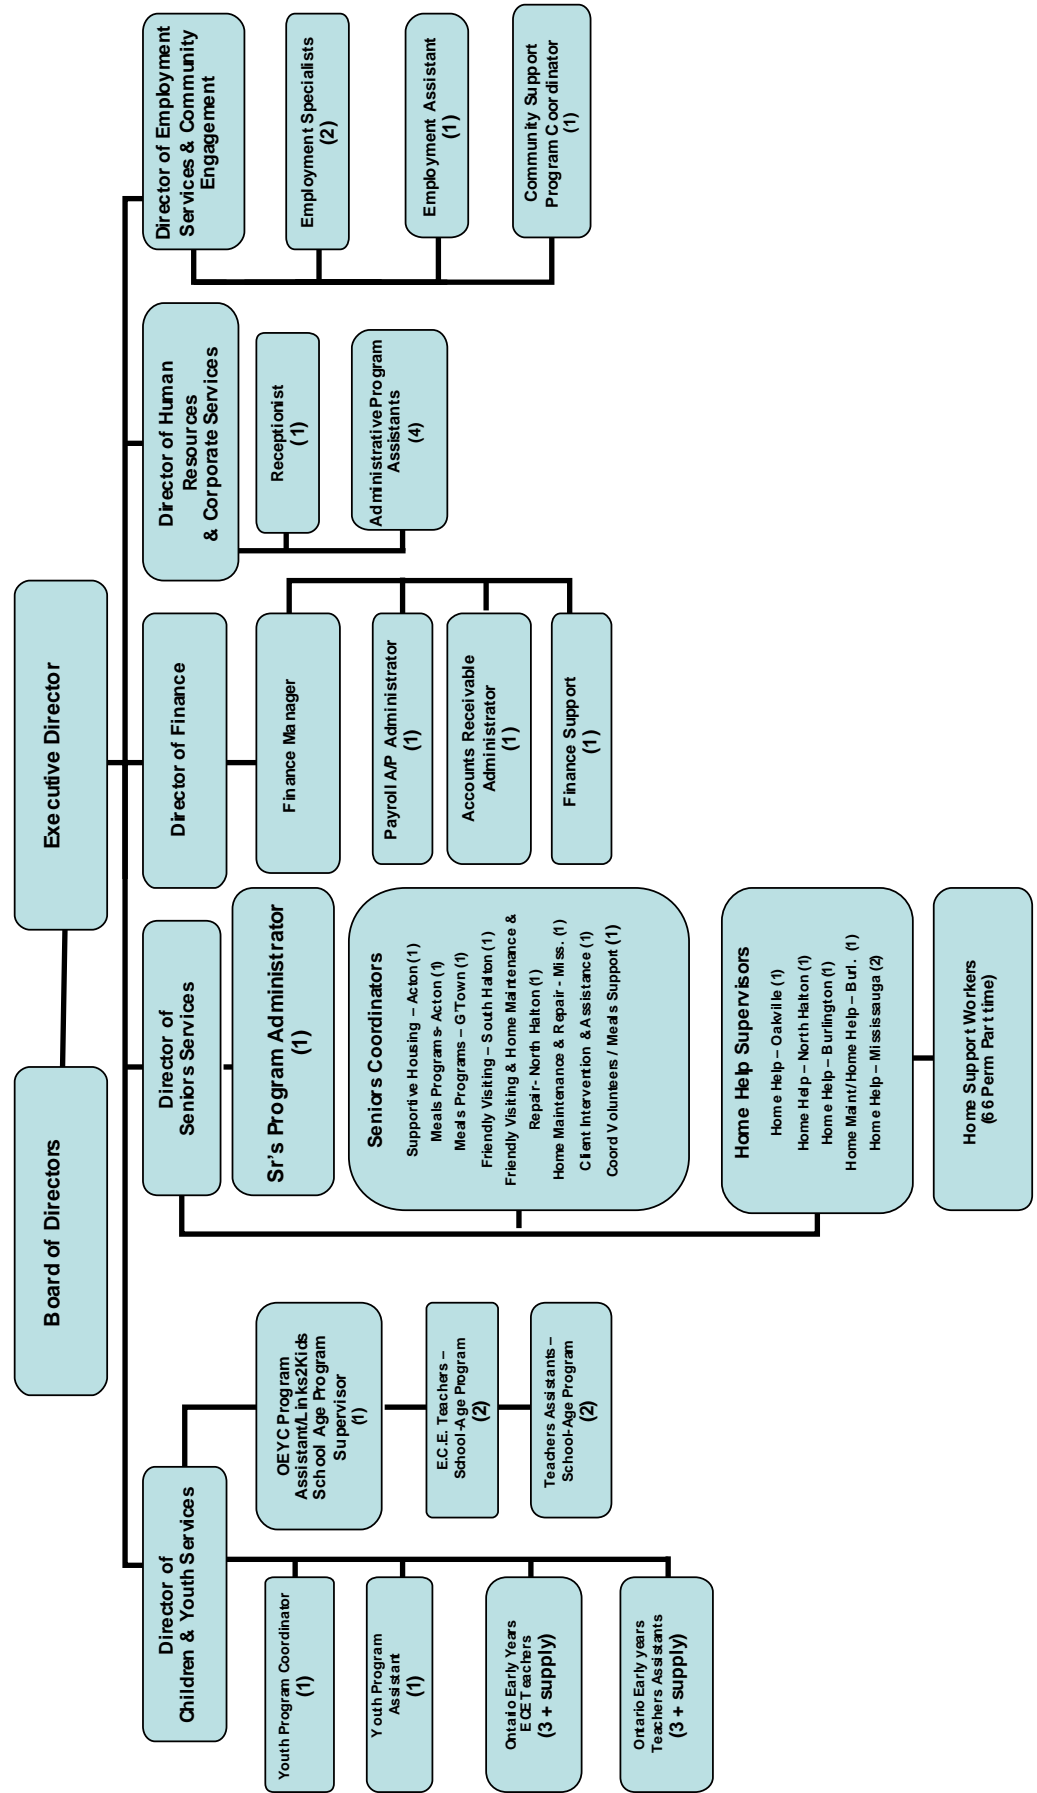 Board of Directors
Executive Director
Director of
Children & Youth Services
Youth Program Coordinator
(1)
Youth Program
Assistant
(1)
Ontario Early Years
ECE Teachers
(3 + supply)
Ontario Early years
Teachers Assistants
(3 + supply)
OEYC Program
Assistant/Links2Kids
School Age Program
Supervisor
(1)
E.C.E. Teachers –
School-Age Program
(2)
Teachers Assistants –
School-Age Program
(2)
Director of
Seniors Services
Sr's Program Administrator
(1)
Seniors Coordinators
Supportive Housing – Acton (1)
Meals Programs- Acton (1)
Meals Programs – G'Town (1)
Friendly Visiting – South Halton (1)
Friendly Visiting & Home Maintenance &
Repair- North Halton (1)
Home Maintenance & Repair - Miss. (1)
Client Intervention & Assistance (1)
Coord Volunteers / Meals Support (1)
Home Help Supervisors
Home Help – Oakville (1)
Home Help – North Halton (1)
Home Help – Burlington (1)
Home Maint/Home Help – Burl. (1)
Home Help – Mississauga (2)
Home Support Workers
(66 Perm Part time)
Director of Finance
Finance Manager
Payroll A/P Administrator
(1)
Accounts Receivable
Administrator
(1)
Finance Support
(1)
Director of Human
Resources
& Corporate Services
Receptionist
(1)
Administrative Program
Assistants
(4)
Director of Employment
Services & Community
Engagement
Employment Specialists
(2)
Employment Assistant
(1)
Community Support
Program Coordinator
(1)